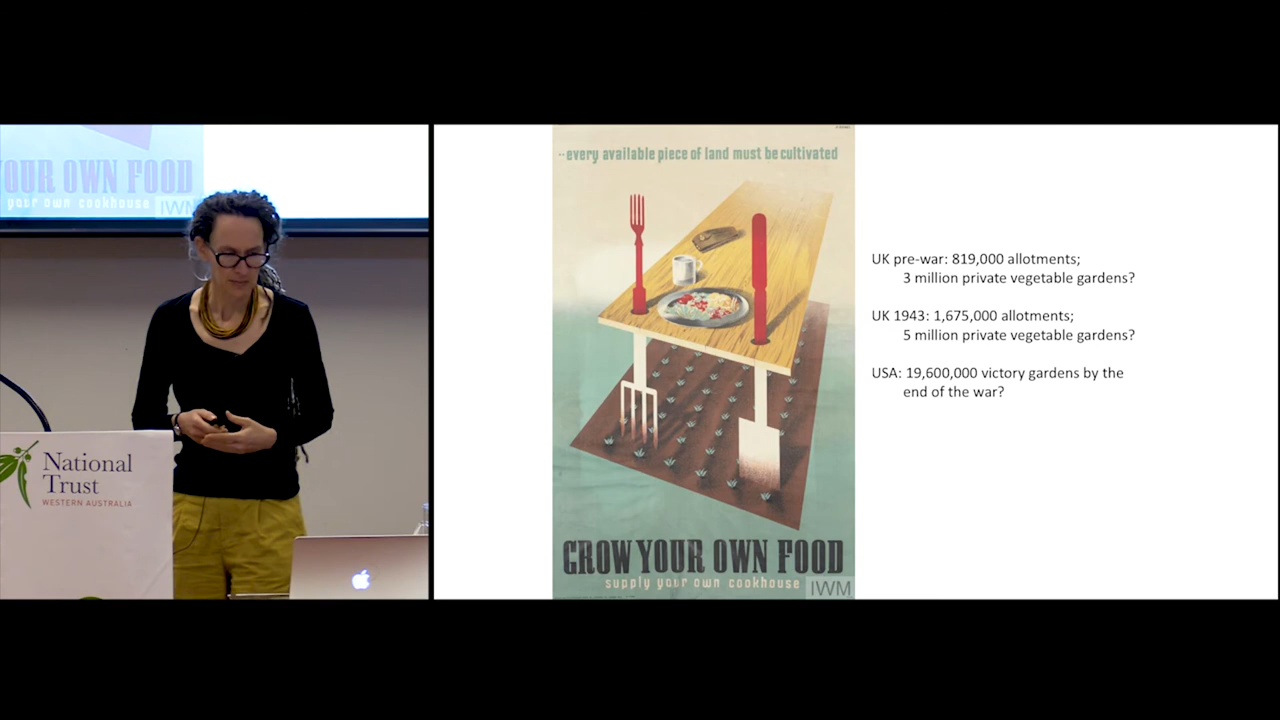 OUR OWN FOOD
your own cookhouse
IWM
National
Trust
WESTERN AUSTRALIA
--every available piece of land must be cultivated
GROW YOUR OWN FOOD
supply your own cookhouse
IWM
UK pre-war: 819,000 allotments;
3 million private vegetable gardens?
UK 1943: 1,675,000 allotments;
5 million private vegetable gardens?
USA: 19,600,000 victory gardens by the
end of the war?